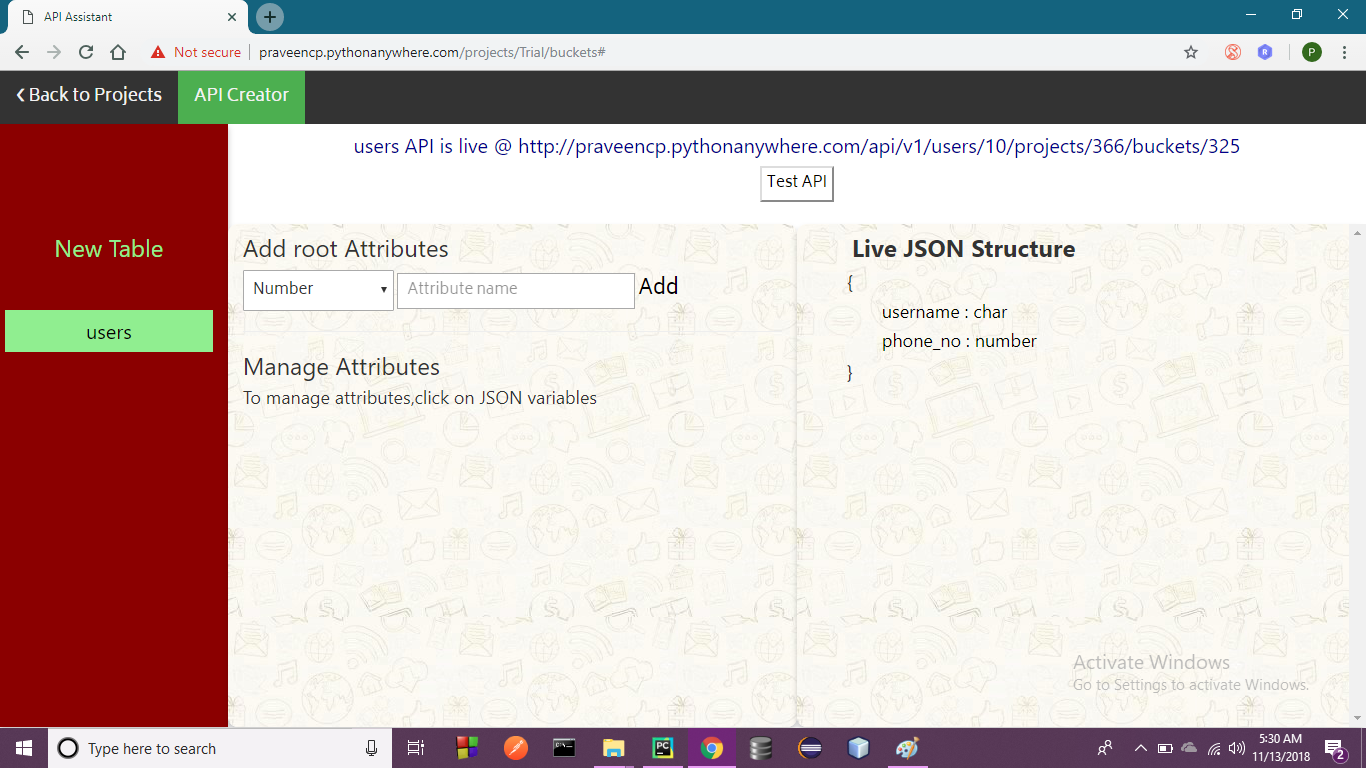 API Assistant
Not secure | praveencp.pythonanywhere.com/projects/Trial/buckets#
P
Back to Projects
API Creator
users API is live @ http://praveencp.pythonanywhere.com/api/v1/users/10/projects/366/buckets/325
Test API
New Table
users
Add root Attributes
Number
Attribute name
Add
Manage Attributes
To manage attributes,click on JSON variables
Live JSON Structure
{
username : char
phone_no : number
}
Activate Windows
Go to Settings to activate Windows.
Type here to search
PC
5:30 AM
11/13/2018
2